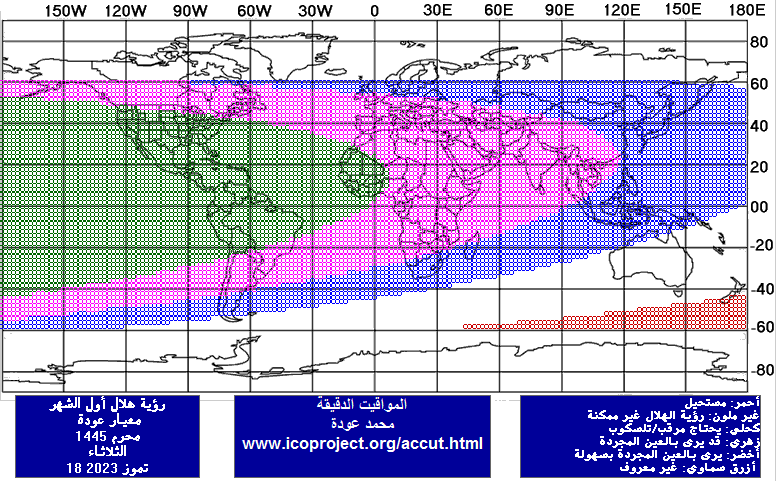 150W 120W 90W 60W 30W 0 30E 60E 90E 120E 150E 180E
80
60
40
20
00
-20
-40
-60
-80
رؤية هلال أول الشهر
معيار عودة
محرم 1445
الثلاثاء
18 تموز 2023
المواقيت الدقيقة
محمد عودة
www.icoproject.org/accut.html
أحمر: مستحيل
غير ملون: رؤية الهلال غير ممكنة
كحلي: يحتاج مرقب/تلسكوب
زهري: قد يرى بالعين المجردة
أخضر: يرى بالعين المجردة بسهولة
أزرق سماوي: غير معروف